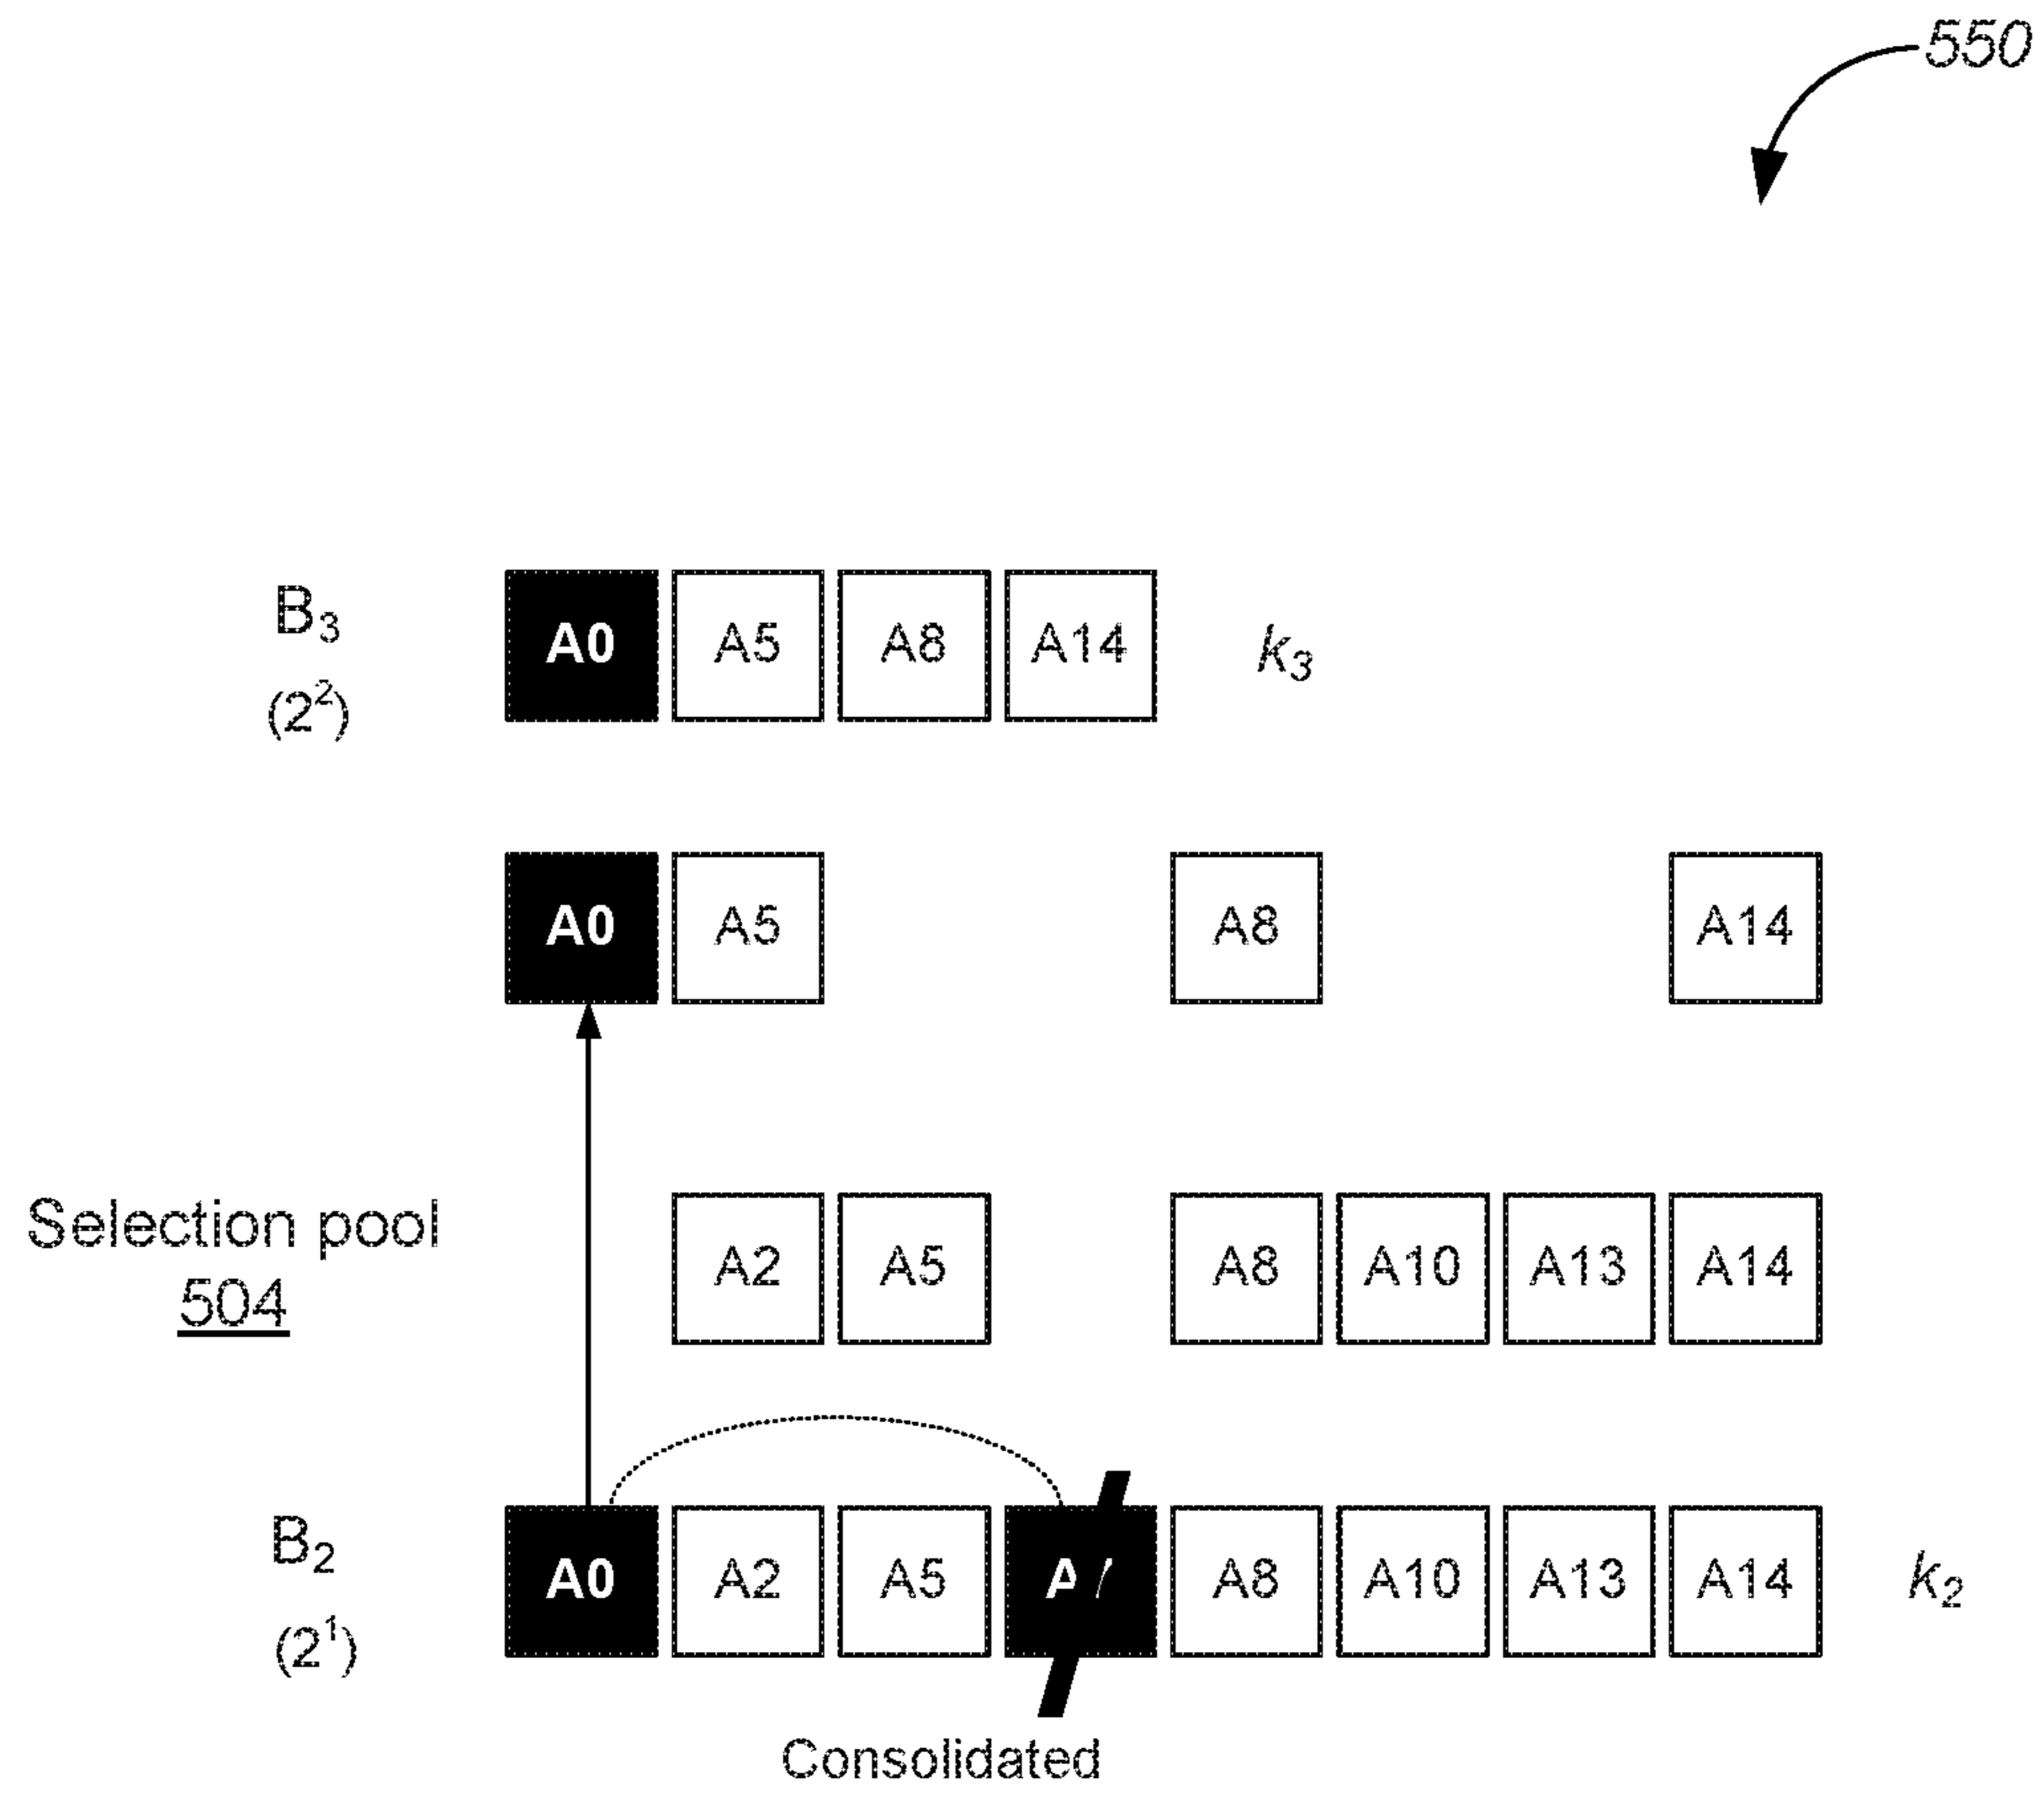 550
B3
(2^2)
A0 A5 A8 A14 k3
A0 A5 A8 A14
Selection pool
504
A2 A5 A8 A10 A13 A14
B2
(2^1)
A0 A2 A5 A8 A10 A13 A14 k2
Consolidated